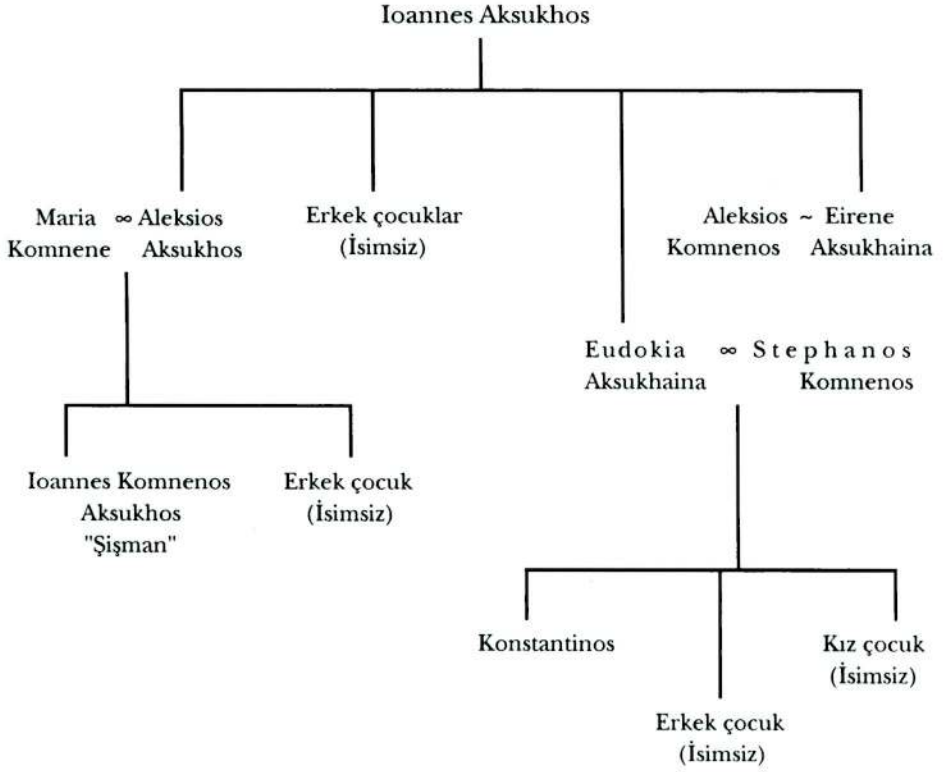 Ioannes Aksukhos
Maria ∞ Aleksios
Komnene Aksukhos
Erkek çocuklar
(İsimsiz)
Aleksios ~ Eirene
Komnenos Aksukhaina
Eudokia ∞ Stephanos
Aksukhaina Komnenos
Ioannes Komnenos
Aksukhos
"Şişman"
Erkek çocuk
(İsimsiz)
Konstantinos
Erkek çocuk
(İsimsiz)
Kız çocuk
(İsimsiz)